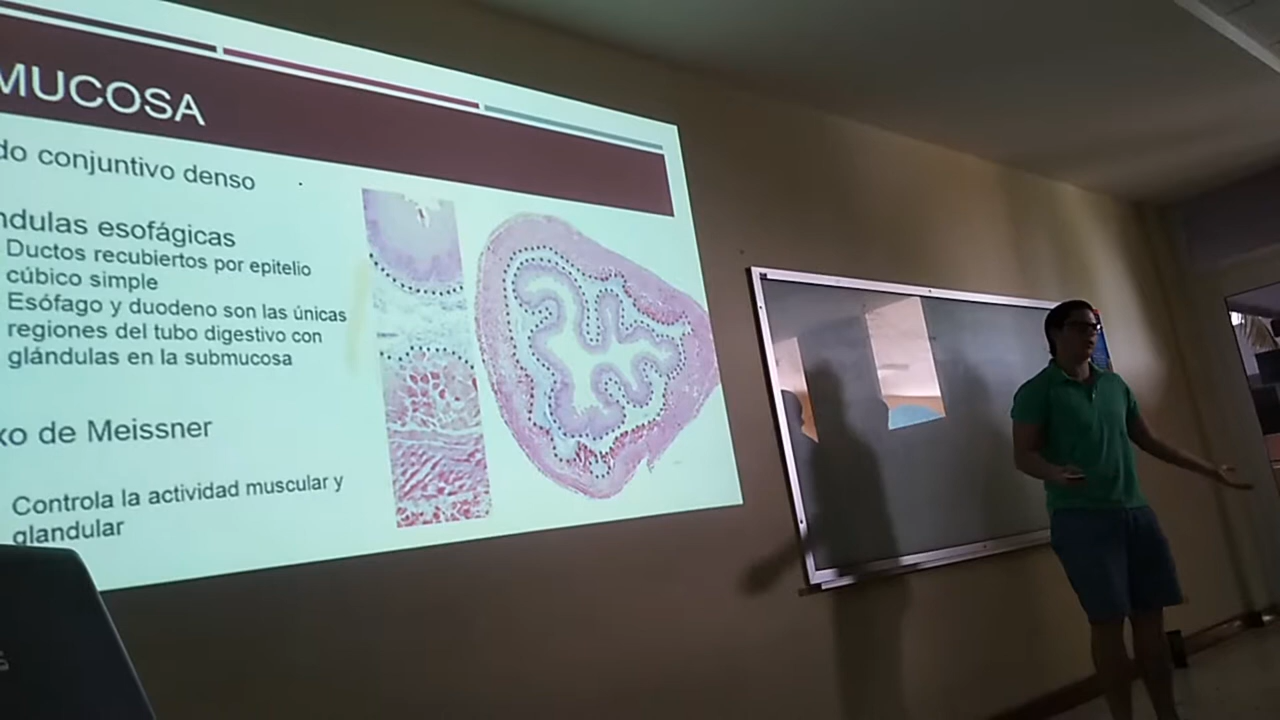 MUCOSA
do conjuntivo denso
ndulas esofágicas
Ductos recubiertos por epitelio
cúbico simple
Esófago y duodeno son las únicas
regiones del tubo digestivo con
glándulas en la submucosa
xo de Meissner
Controla la actividad muscular y
glandular